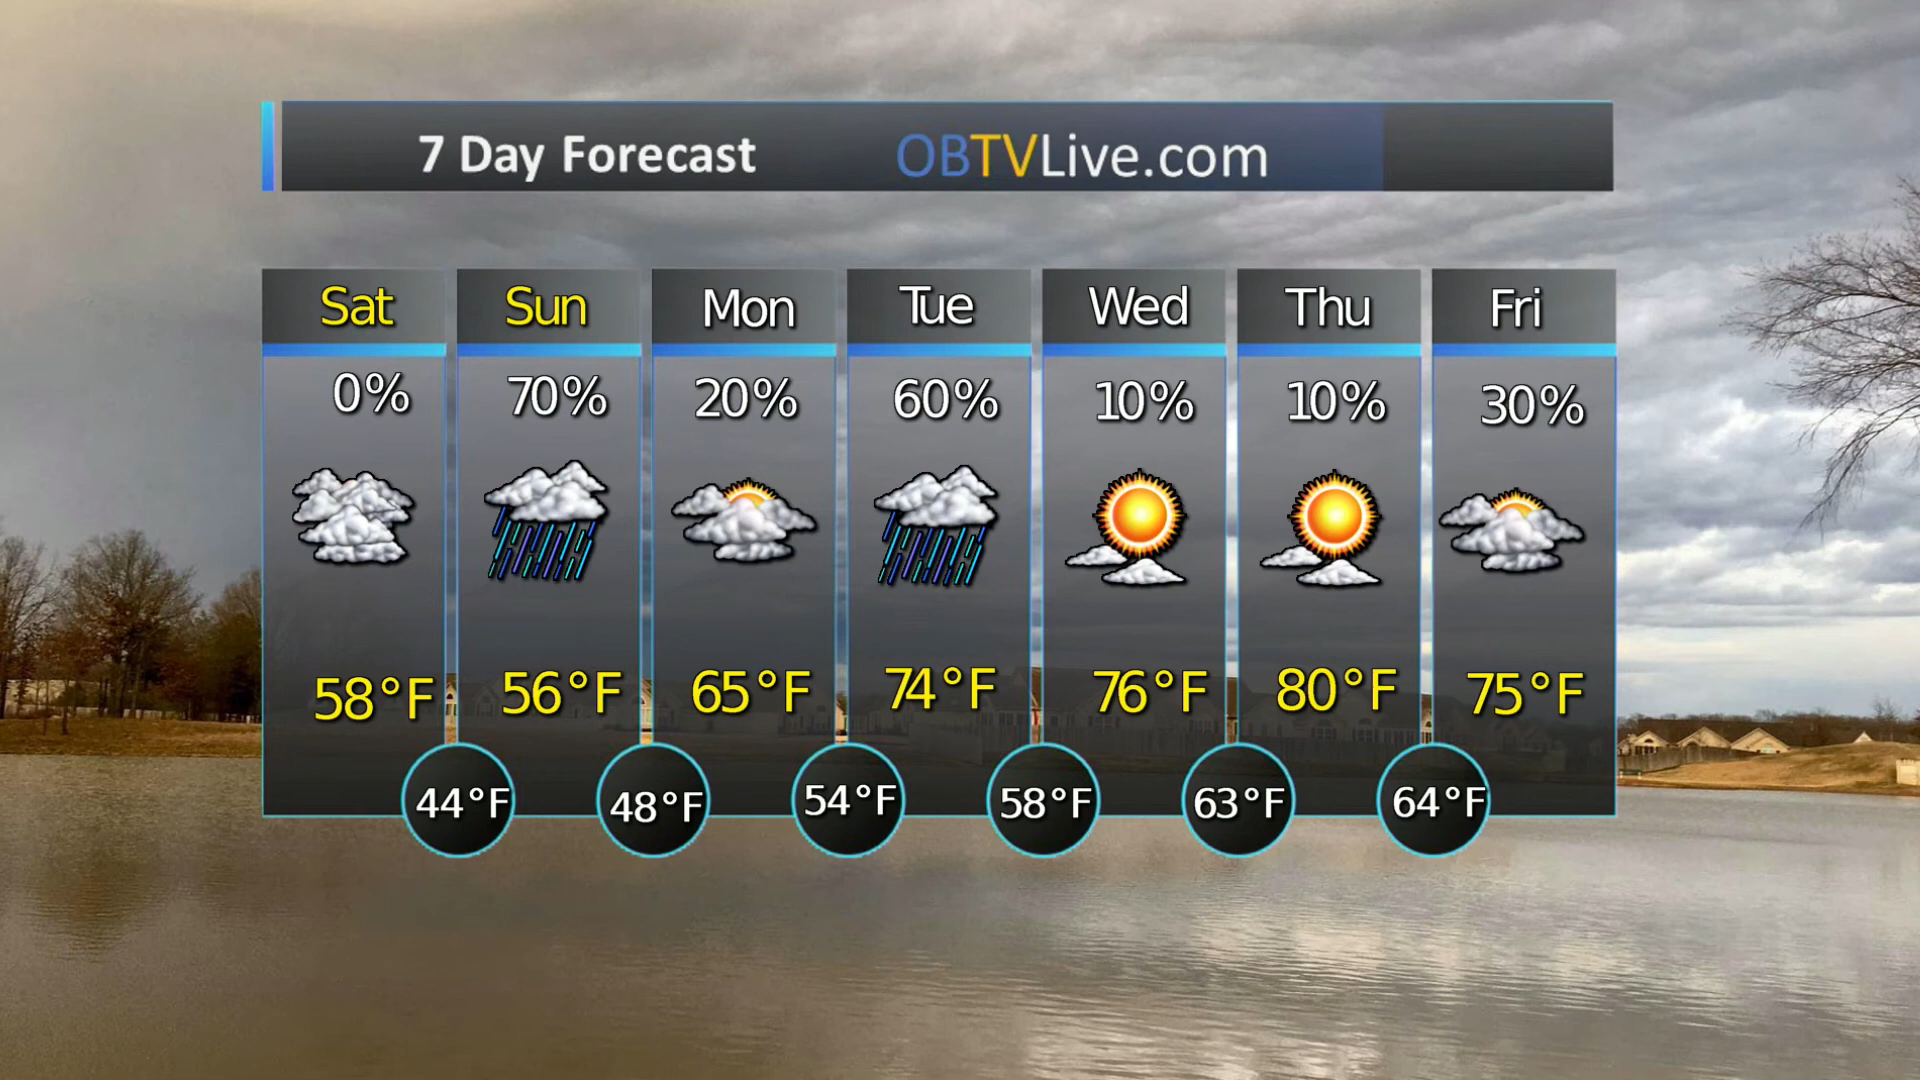 7 Day Forecast OBTVLive.com
Sat Sun Mon Tue Wed Thu Fri
0% 70% 20% 60% 10% 10% 30%
58°F 56°F 65°F 74°F 76°F 80°F 75°F
44°F 48°F 54°F 58°F 63°F 64°F